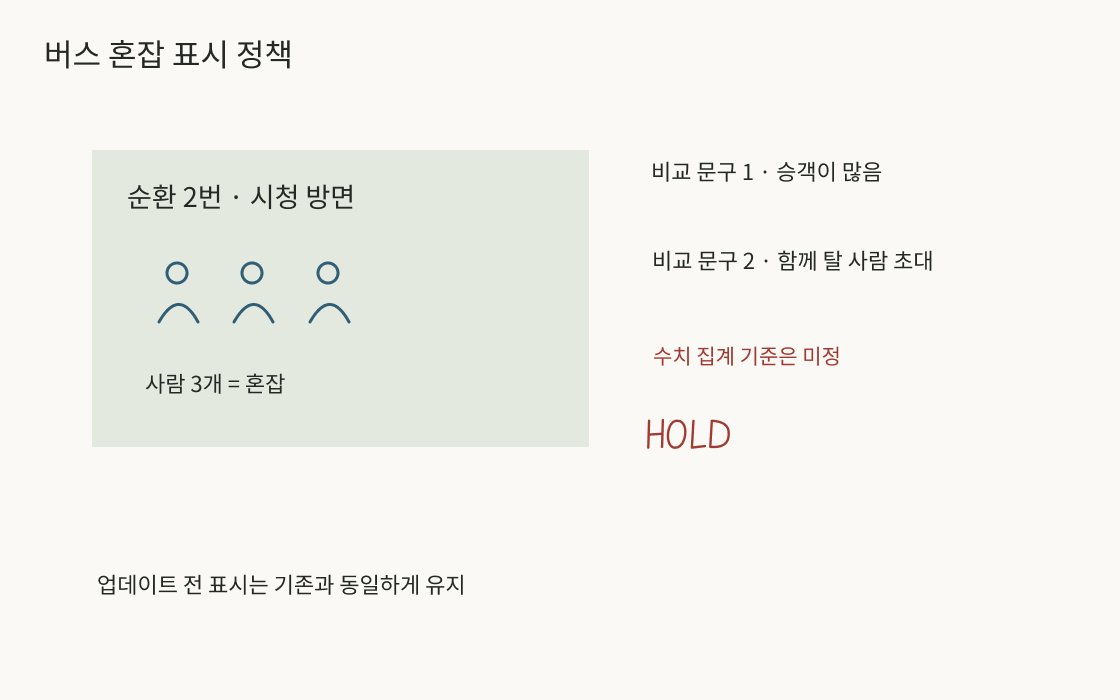 버스 혼잡 표시 정책
순환 2번 · 시청 방면
사람 3개 = 혼잡
비교 문구 1 · 승객이 많음
비교 문구 2 · 함께 탈 사람 초대
수치 집계 기준은 미정
HOLD
업데이트 전 표시는 기존과 동일하게 유지